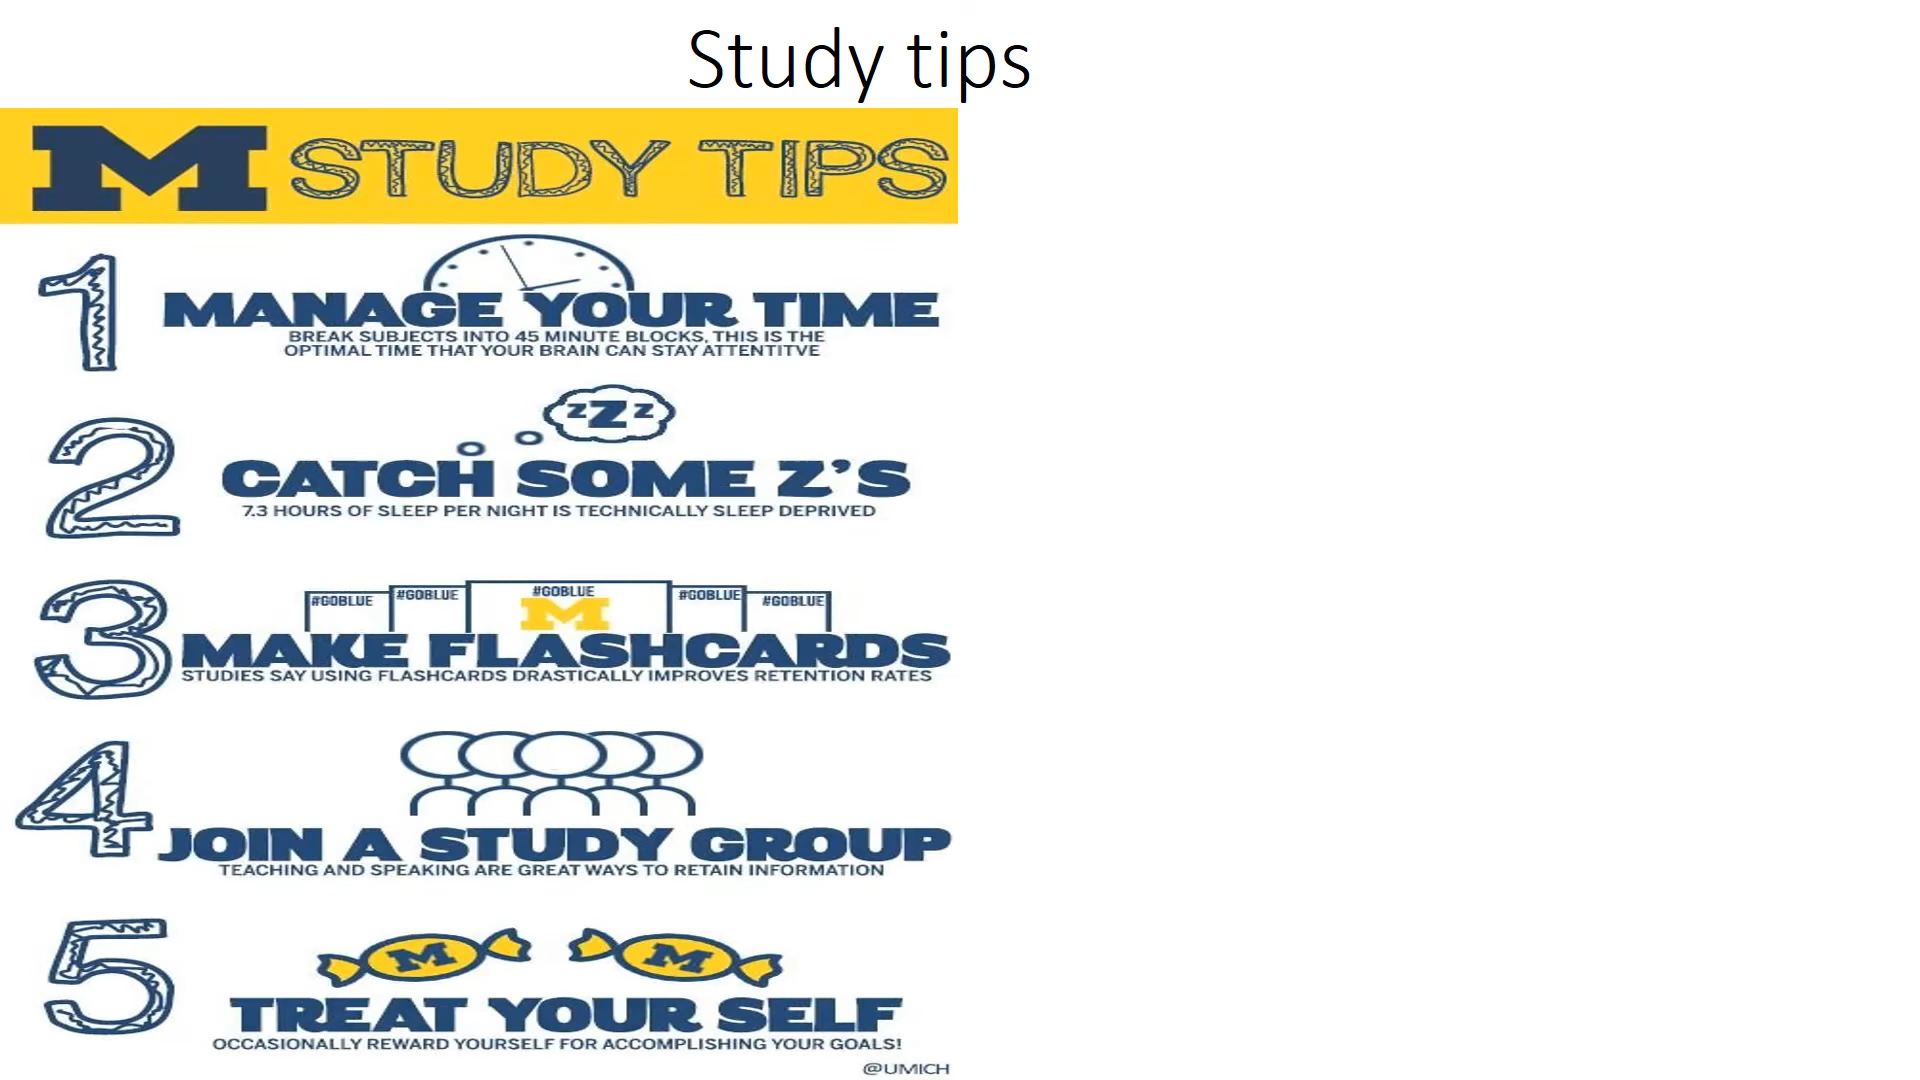 Study tips
M STUDY TIPS
1
MANAGE YOUR TIME
BREAK SUBJECTS INTO 45 MINUTE BLOCKS, THIS IS THE
OPTIMAL TIME THAT YOUR BRAIN CAN STAY ATTENTITVE
zZz
2
CATCH SOME Z'S
7.3 HOURS OF SLEEP PER NIGHT IS TECHNICALLY SLEEP DEPRIVED
#GOBLUE #GOBLUE #GOBLUE #GOBLUE #GOBLUE
M
3
MAKE FLASHCARDS
STUDIES SAY USING FLASHCARDS DRASTICALLY IMPROVES RETENTION RATES
4
JOIN A STUDY GROUP
TEACHING AND SPEAKING ARE GREAT WAYS TO RETAIN INFORMATION
5
M M
TREAT YOUR SELF
OCCASIONALLY REWARD YOURSELF FOR ACCOMPLISHING YOUR GOALS!
@UMICH